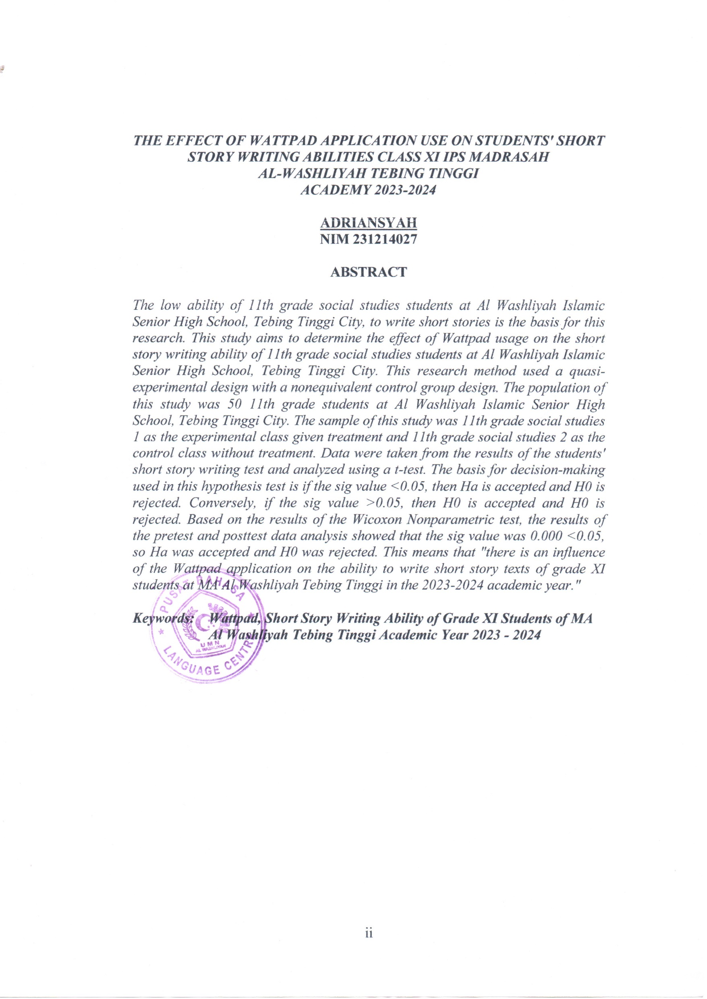 THE EFFECT OF WATTPAD APPLICATION USE ON STUDENTS' SHORT
STORY WRITING ABILITIES CLASS XI IPS MADRASAH
AL-WASHLIYAH TEBING TINGGI
ACADEMY 2023-2024
ADRIANSYAH
NIM 231214027
ABSTRACT
The low ability of 11th grade social studies students at Al Washliyah Islamic
Senior High School, Tebing Tinggi City, to write short stories is the basis for this
research. This study aims to determine the effect of Wattpad usage on the short
story writing ability of 11th grade social studies students at Al Washliyah Islamic
Senior High School, Tebing Tinggi City. This research method used a quasi-
experimental design with a nonequivalent control group design. The population of
this study was 50 11th grade students at Al Washliyah Islamic Senior High
School, Tebing Tinggi City. The sample of this study was 11th grade social studies
1 as the experimental class given treatment and 11th grade social studies 2 as the
control class without treatment. Data were taken from the results of the students'
short story writing test and analyzed using a t-test. The basis for decision-making
used in this hypothesis test is if the sig value <0.05, then Ha is accepted and H0 is
rejected. Conversely, if the sig value >0.05, then H0 is accepted and H0 is
rejected. Based on the results of the Wicoxon Nonparametric test, the results of
the pretest and posttest data analysis showed that the sig value was 0.000 <0.05,
so Ha was accepted and H0 was rejected. This means that "there is an influence
of the Wattpad application on the ability to write short story texts of grade XI
students at MA Al Washliyah Tebing Tinggi in the 2023-2024 academic year."
Keywords: Wattpad, Short Story Writing Ability of Grade XI Students of MA
Al Washliyah Tebing Tinggi Academic Year 2023 - 2024
PUSAT BAHASA
UMN
AL WASHLIYAH
LANGUAGE CENTRE
ii